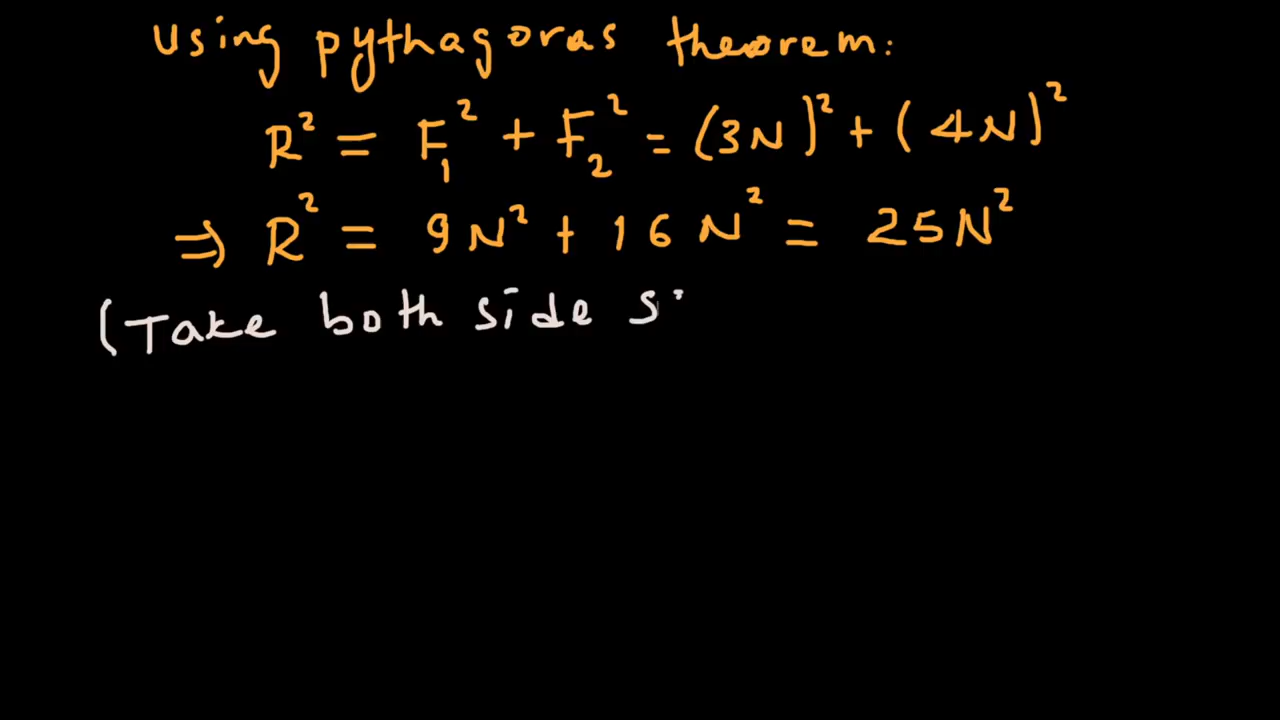 Using pythagoras theorem:
R² = F₁² + F₂² = (3N)² + (4N)²
⇒ R² = 9N² + 16N² = 25N²
(Take both side s